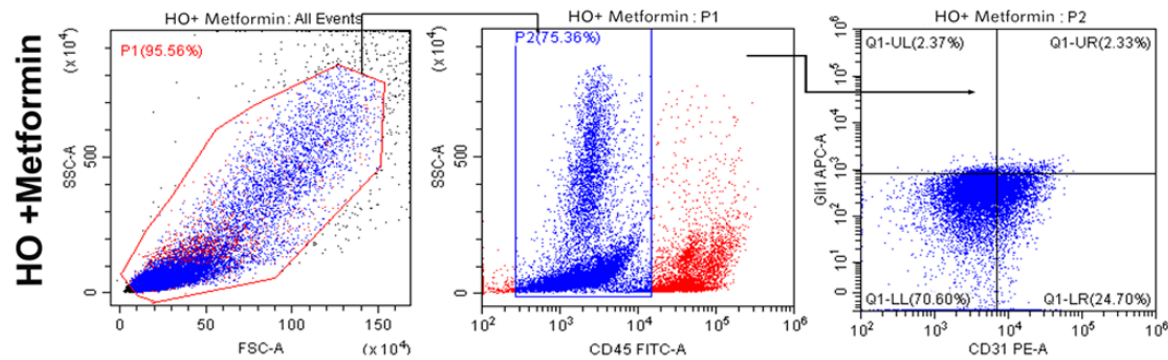 HO +Metformin
HO+ Metformin: All Events
P1(95.56%)
SSC-A
(x10⁴)
500
0
0
50
100
150
FSC-A
(x10⁴)
HO+ Metformin : P1
P2(75.36%)
SSC-A
(x10⁴)
500
0
10²
10³
10⁴
10⁵
10⁶
CD45 FITC-A
HO+ Metformin : P2
Q1-UL(2.37%)
Q1-UR(2.33%)
Gli1APC-A
10⁶
10⁵
10⁴
10³
10²
10¹
0
Q1-LL(70.60%)
Q1-LR(24.70%)
10²
10³
10⁴
10⁵
10⁶
CD31 PE-A